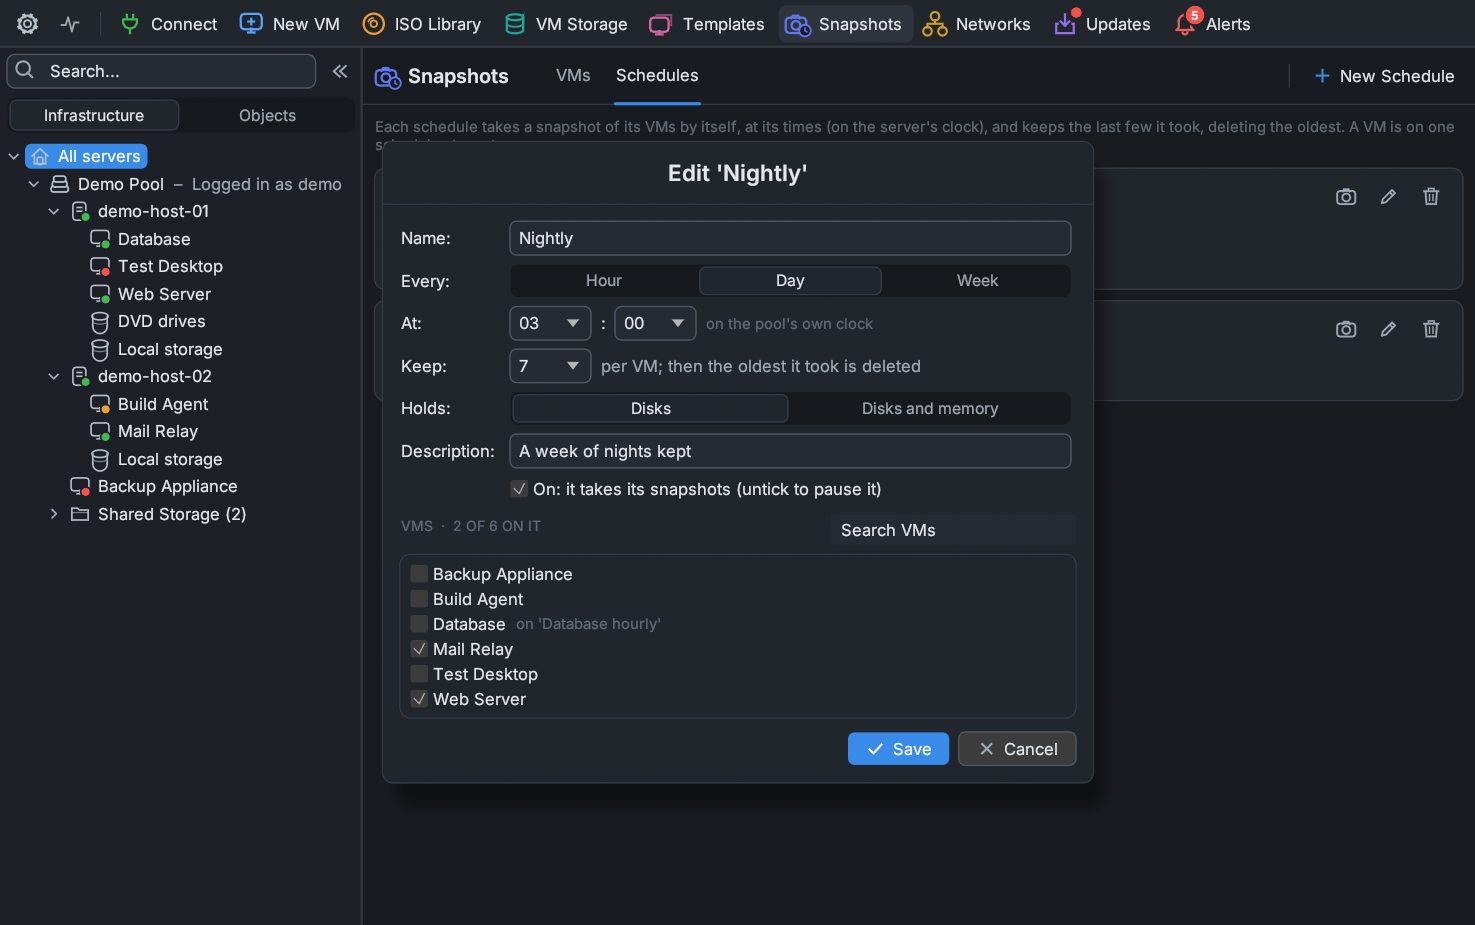 Connect
New VM
ISO Library
VM Storage
Templates
Snapshots
Networks
Updates
5
Alerts
Search...
Infrastructure
Objects
All servers
Demo Pool – Logged in as demo
demo-host-01
Database
Test Desktop
Web Server
DVD drives
Local storage
demo-host-02
Build Agent
Mail Relay
Local storage
Backup Appliance
Shared Storage (2)
Snapshots
VMs
Schedules
New Schedule
Each schedule takes a snapshot of its VMs by itself, at its times (on the server's clock), and keeps the last few it took, deleting the oldest. A VM is on one
Edit 'Nightly'
Name:
Nightly
Every:
Hour
Day
Week
At:
03 : 00 on the pool's own clock
Keep:
7 per VM; then the oldest it took is deleted
Holds:
Disks
Disks and memory
Description:
A week of nights kept
On: it takes its snapshots (untick to pause it)
VMS · 2 OF 6 ON IT
Search VMs
Backup Appliance
Build Agent
Database on 'Database hourly'
Mail Relay
Test Desktop
Web Server
Save
Cancel